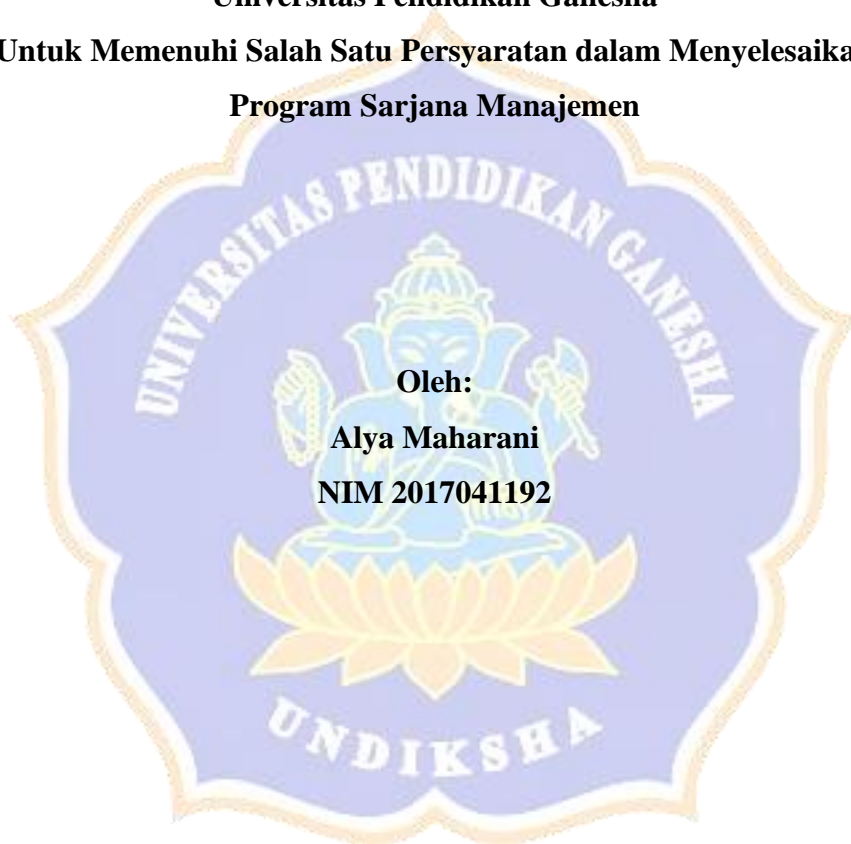 Universitas Pendidikan Ganesha
Untuk Memenuhi Salah Satu Persyaratan dalam Menyelesaika
Program Sarjana Manajemen
UNIVERSITAS PENDIDIKAN GANESHA
Oleh:
Alya Maharani
NIM 2017041192
UNDIKSHA